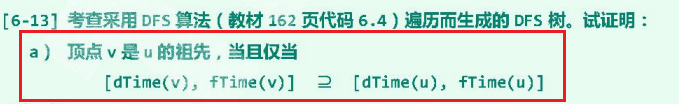 [6-13] 考查采用 DFS 算法（教材 162 页代码 6.4）遍历而生成的 DFS 树。试证明：
a） 顶点 v 是 u 的祖先，当且仅当
[dTime(v), fTime(v)] ⊇ [dTime(u), fTime(u)]